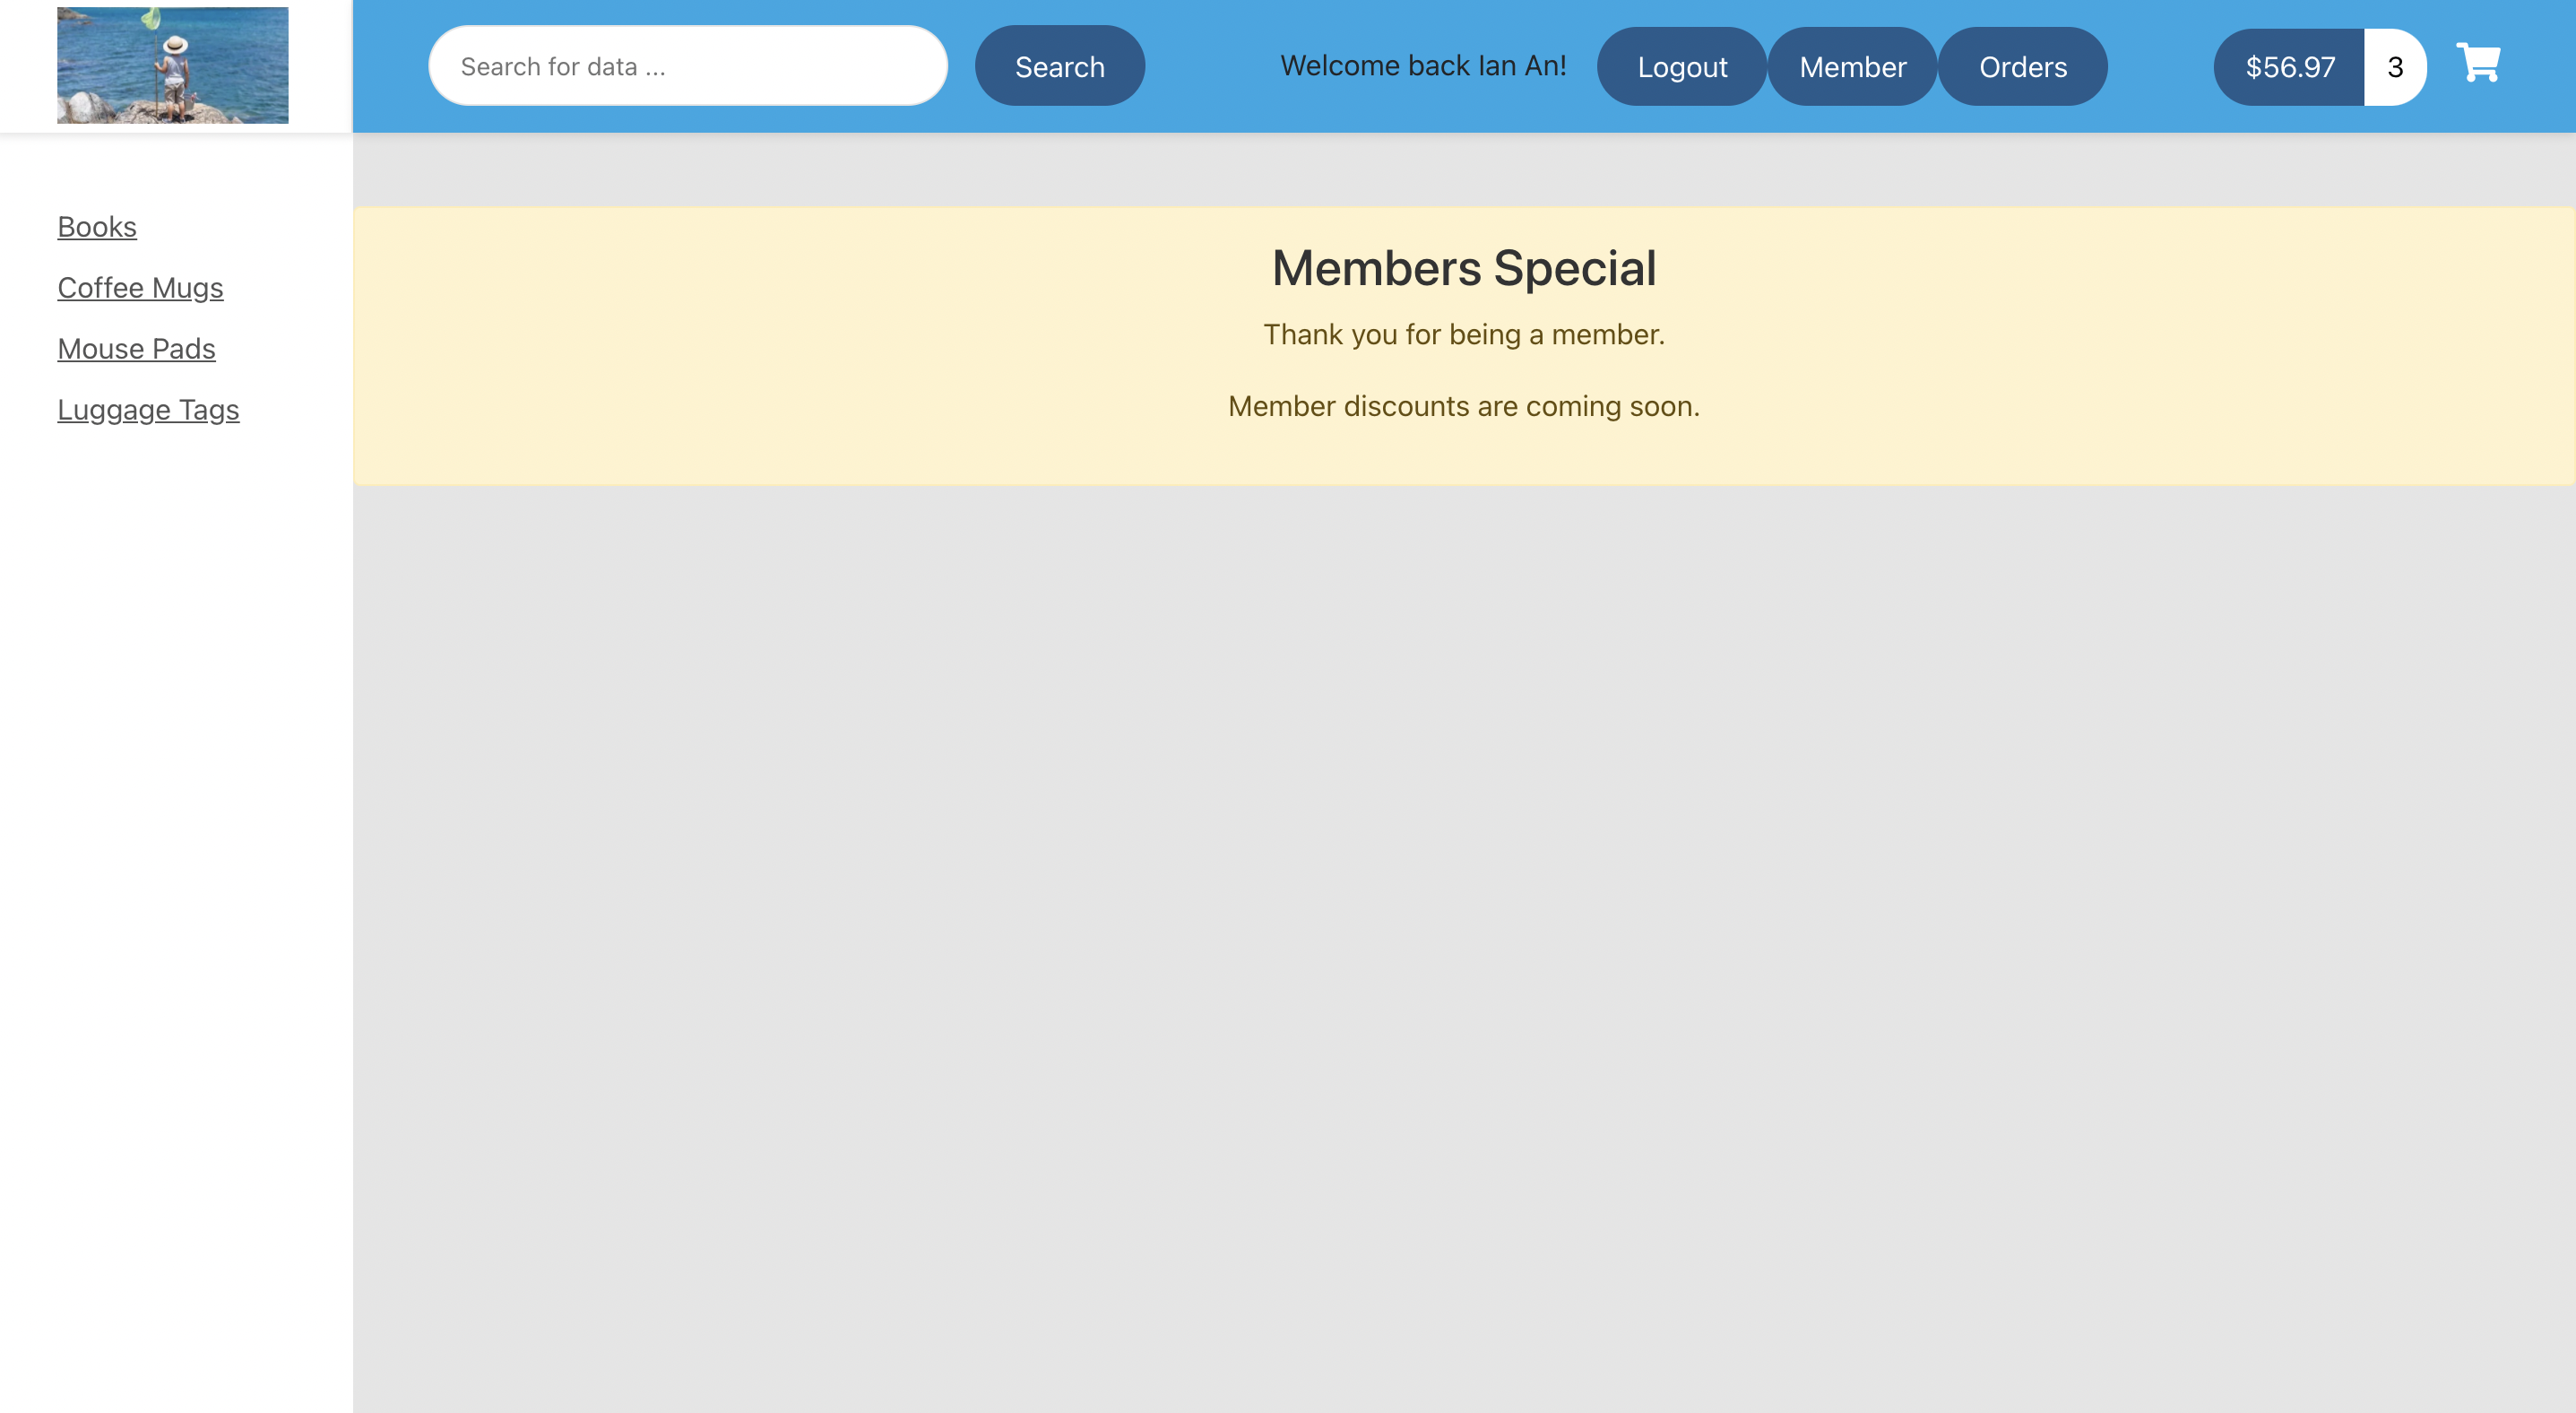 Search for data ...
Search
Welcome back Ian An!
Logout
Member
Orders
$56.97
3
Books
Coffee Mugs
Mouse Pads
Luggage Tags
Members Special
Thank you for being a member.
Member discounts are coming soon.